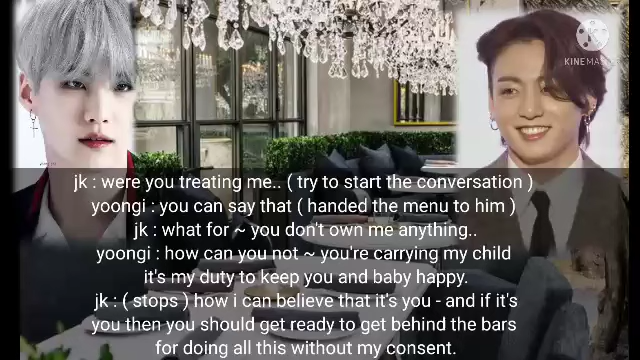 KINEMA
jk : were you treating me.. ( try to start the conversation )
yoongi : you can say that ( handed the menu to him )
jk : what for ~ you don't own me anything..
yoongi : how can you not ~ you're carrying my child
it's my duty to keep you and baby happy.
jk : ( stops ) how i can believe that it's you - and if it's
you then you should get ready to get behind the bars
for doing all this without my consent.